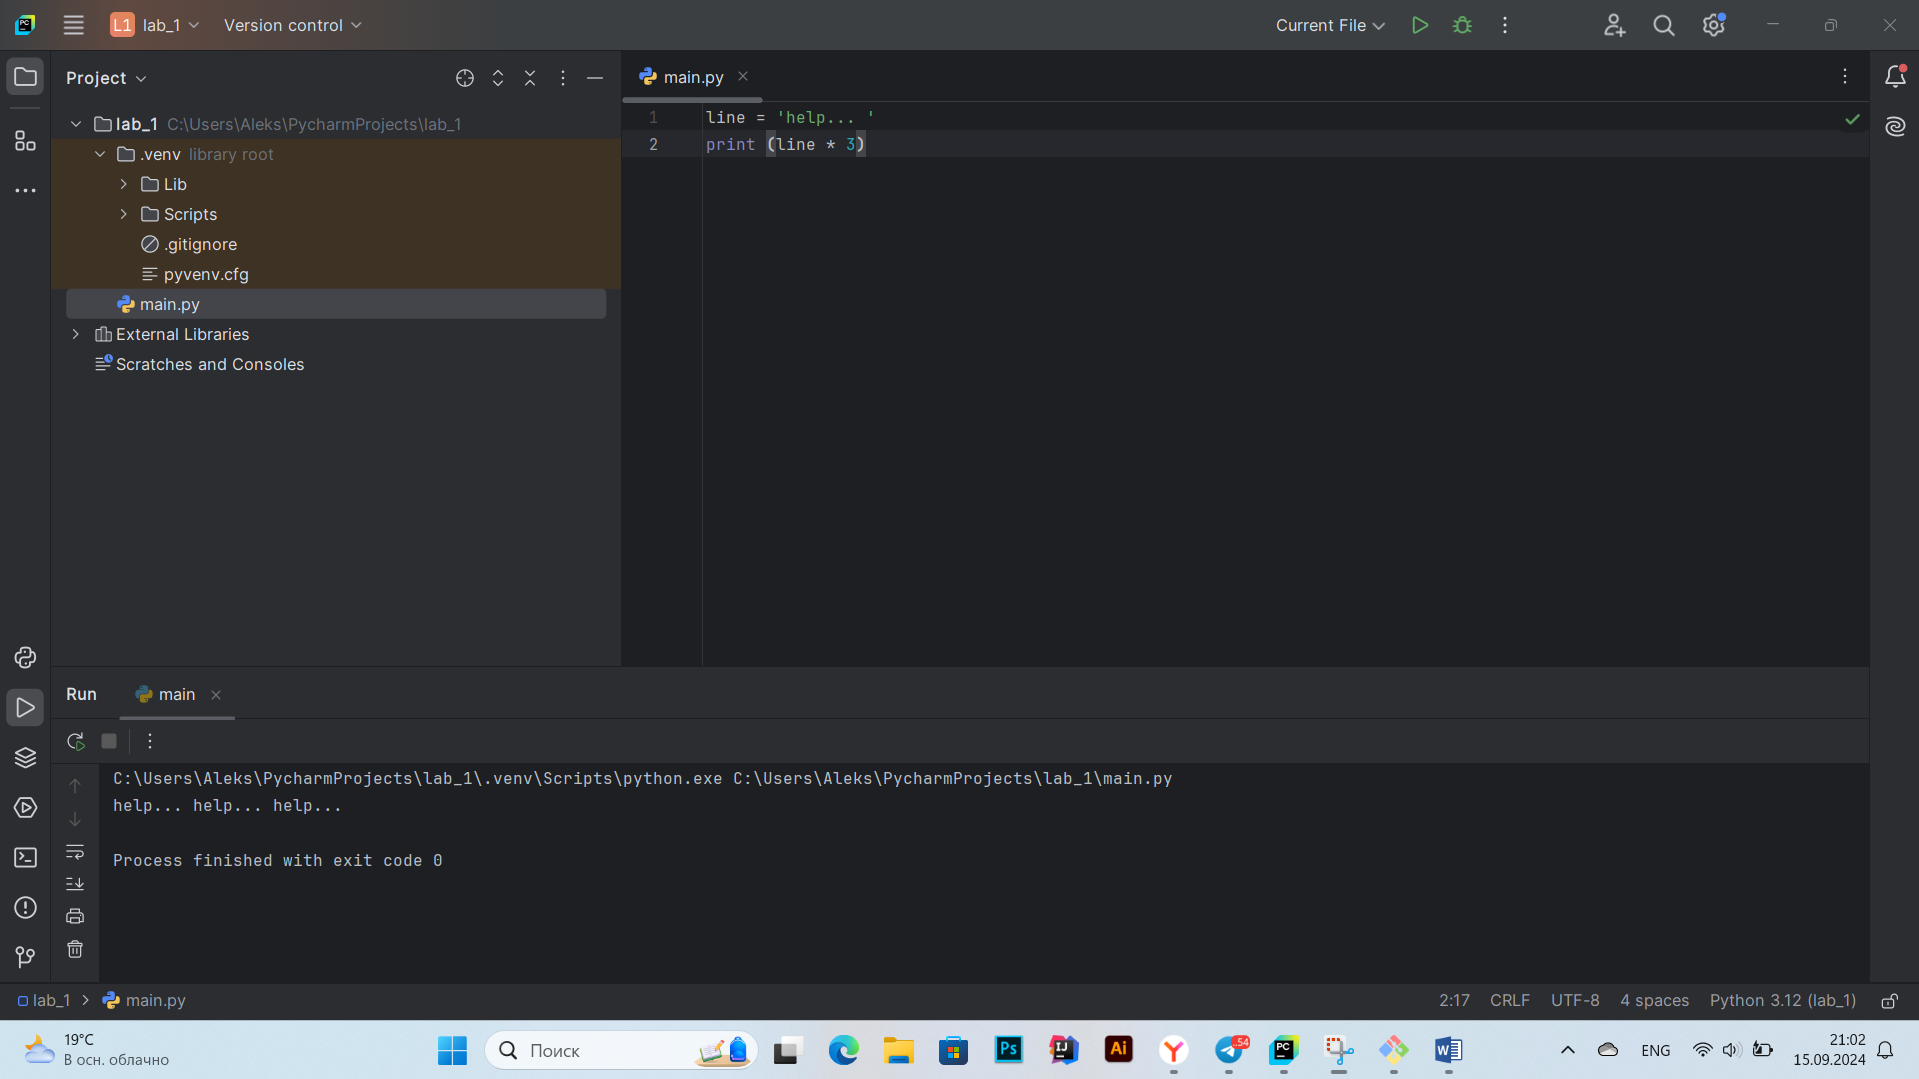 L1 lab_1 Version control Current File
Project
main.py
lab_1 C:\Users\Aleks\PycharmProjects\lab_1
.venv library root
Lib
Scripts
.gitignore
pyvenv.cfg
main.py
External Libraries
Scratches and Consoles
1 line = 'help... '
2 print (line * 3)
Run main
C:\Users\Aleks\PycharmProjects\lab_1\.venv\Scripts\python.exe C:\Users\Aleks\PycharmProjects\lab_1\main.py
help... help... help...
Process finished with exit code 0
lab_1 main.py 2:17 CRLF UTF-8 4 spaces Python 3.12 (lab_1)
19°C
В осн. облачно
Поиск
Ps
IJ
Ai
54
PC
W
ENG
21:02
15.09.2024